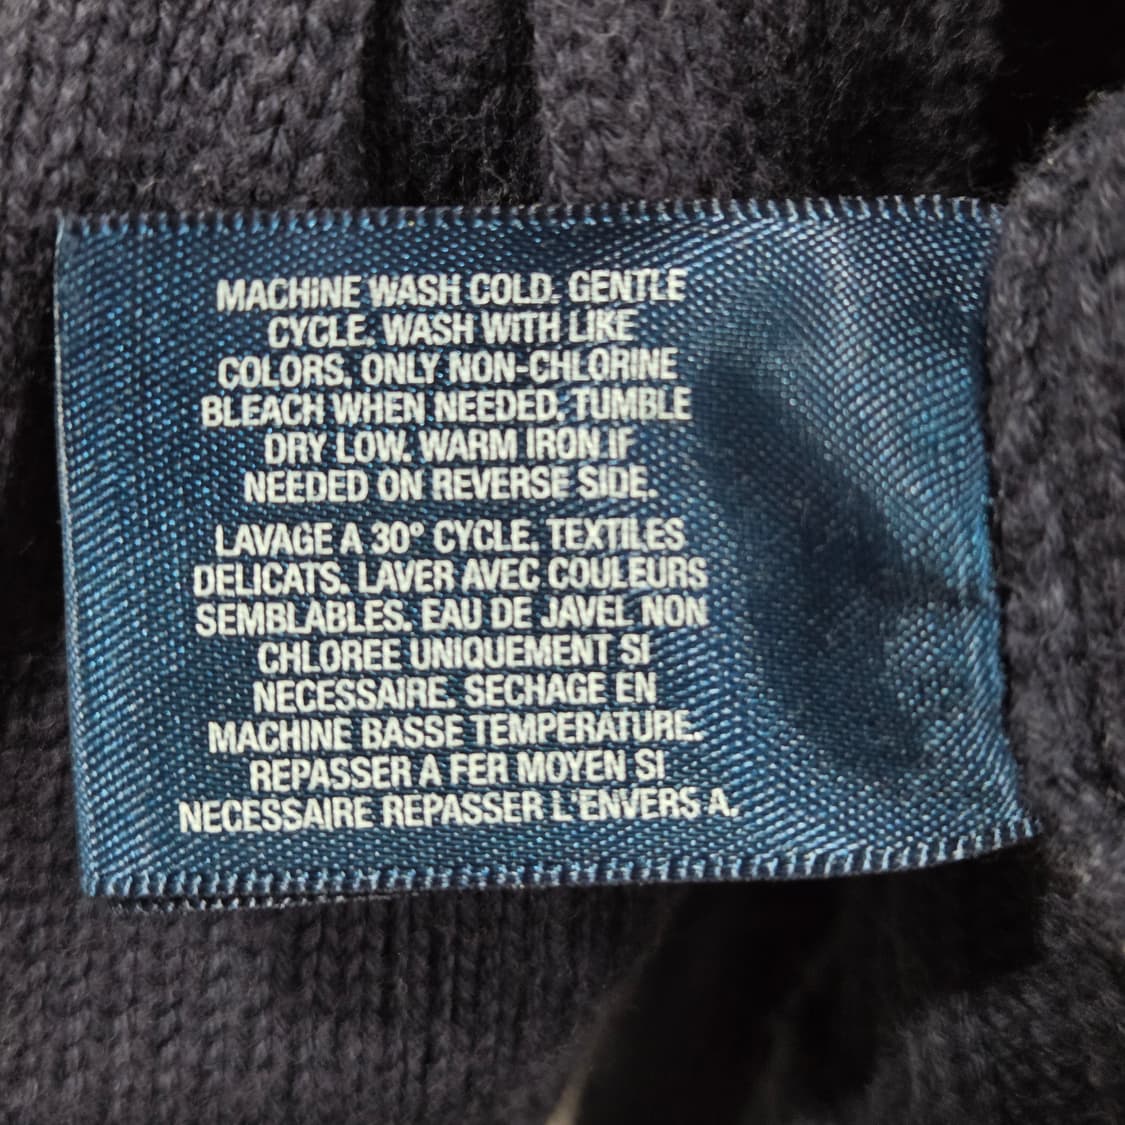 MACHINE WASH COLD. GENTLE
CYCLE. WASH WITH LIKE
COLORS. ONLY NON-CHLORINE
BLEACH WHEN NEEDED. TUMBLE
DRY LOW. WARM IRON IF
NEEDED ON REVERSE SIDE.
LAVAGE A 30° CYCLE. TEXTILES
DELICATS. LAVER AVEC COULEURS
SEMBLABLES. EAU DE JAVEL NON
CHLOREE UNIQUEMENT SI
NECESSAIRE. SECHAGE EN
MACHINE BASSE TEMPERATURE.
REPASSER A FER MOYEN SI
NECESSAIRE REPASSER L'ENVERS A.